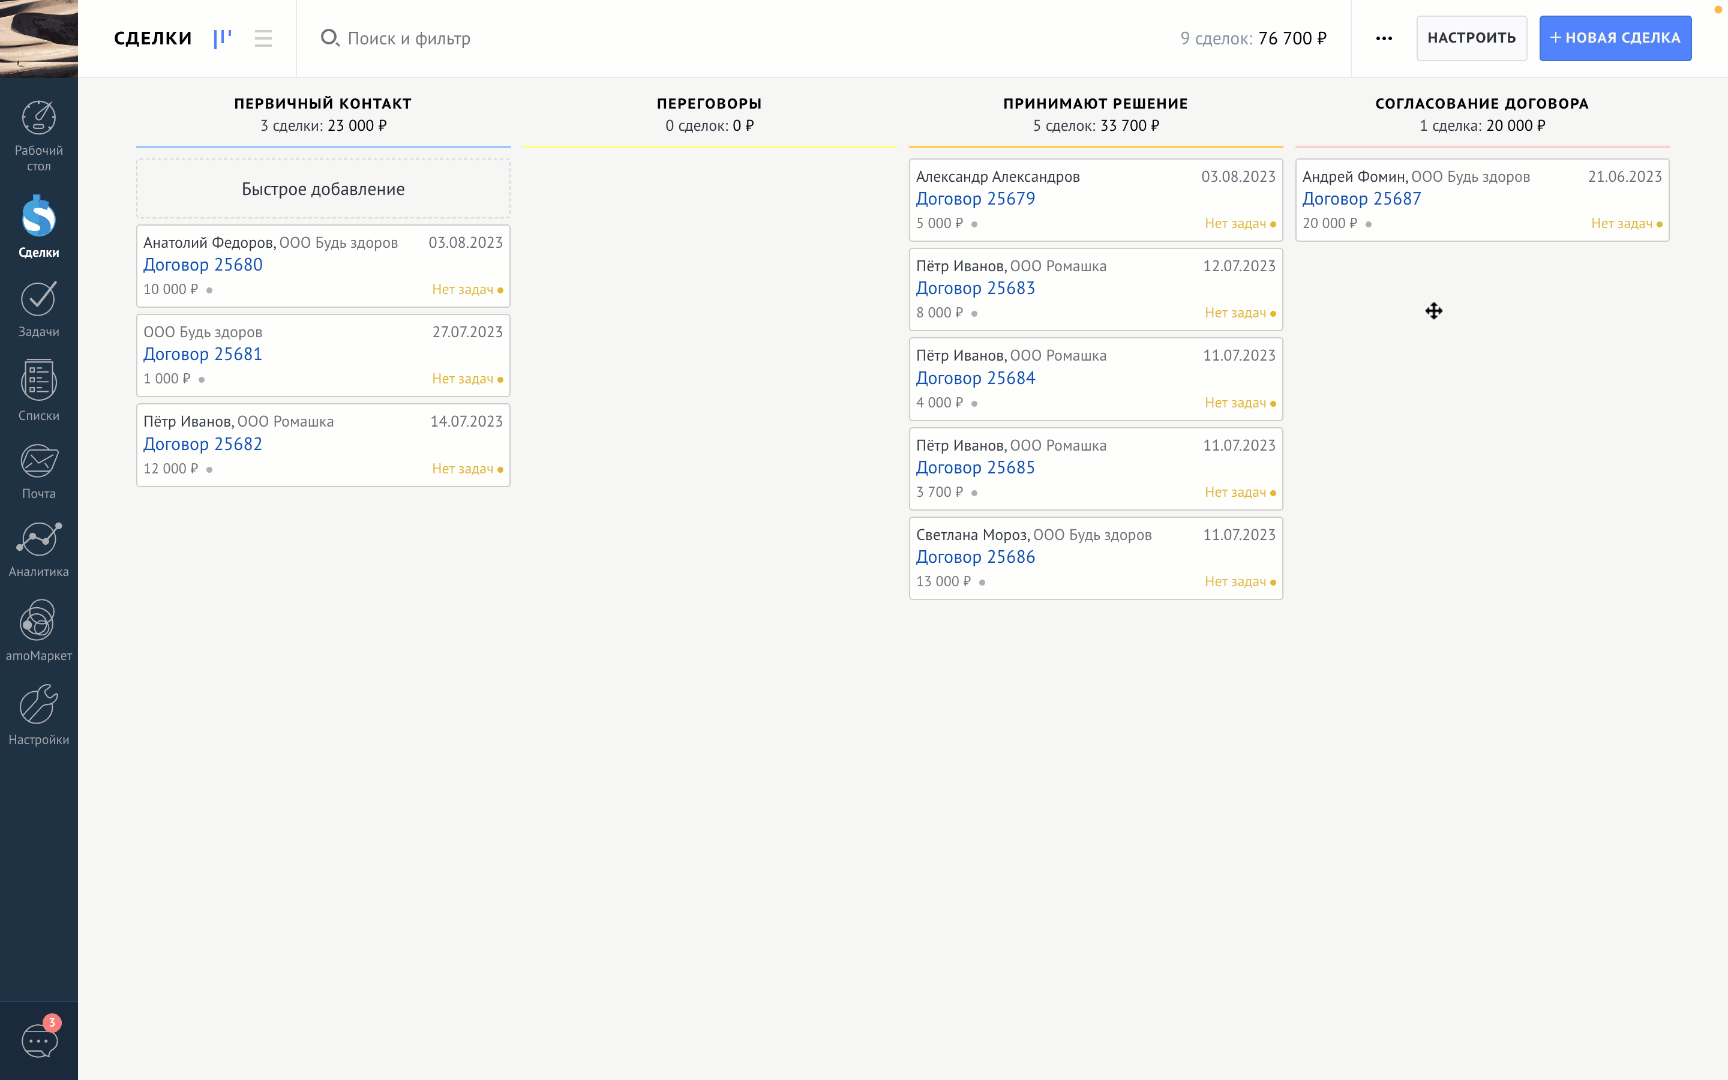 СДЕЛКИ
Поиск и фильтр
9 сделок: 76 700 ₽
НАСТРОИТЬ
+ НОВАЯ СДЕЛКА
Рабочий
стол
Сделки
Задачи
Списки
Почта
Аналитика
amoМаркет
Настройки
3
ПЕРВИЧНЫЙ КОНТАКТ
3 сделки: 23 000 ₽
Быстрое добавление
Анатолий Федоров, ООО Будь здоров 03.08.2023
Договор 25680
10 000 ₽ Нет задач
ООО Будь здоров 27.07.2023
Договор 25681
1 000 ₽ Нет задач
Пётр Иванов, ООО Ромашка 14.07.2023
Договор 25682
12 000 ₽ Нет задач
ПЕРЕГОВОРЫ
0 сделок: 0 ₽
ПРИНИМАЮТ РЕШЕНИЕ
5 сделок: 33 700 ₽
Александр Александров 03.08.2023
Договор 25679
5 000 ₽ Нет задач
Пётр Иванов, ООО Ромашка 12.07.2023
Договор 25683
8 000 ₽ Нет задач
Пётр Иванов, ООО Ромашка 11.07.2023
Договор 25684
4 000 ₽ Нет задач
Пётр Иванов, ООО Ромашка 11.07.2023
Договор 25685
3 700 ₽ Нет задач
Светлана Мороз, ООО Будь здоров 11.07.2023
Договор 25686
13 000 ₽ Нет задач
СОГЛАСОВАНИЕ ДОГОВОРА
1 сделка: 20 000 ₽
Андрей Фомин, ООО Будь здоров 21.06.2023
Договор 25687
20 000 ₽ Нет задач